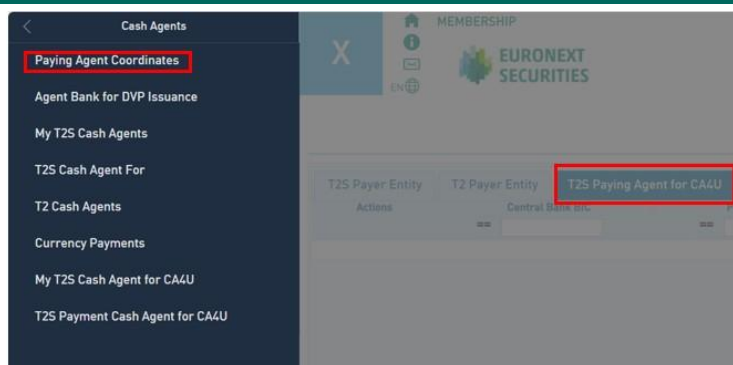 Cash Agents
Paying Agent Coordinates
Agent Bank for DVP Issuance
My T2S Cash Agents
T2S Cash Agent For
T2 Cash Agents
Currency Payments
My T2S Cash Agent for CA4U
T2S Payment Cash Agent for CA4U
X
EN
MEMBERSHIP
EURONEXT
SECURITIES
T2S Payer Entity T2 Payer Entity T2S Paying Agent for CA4U
Actions Central Bank BIC
== ==